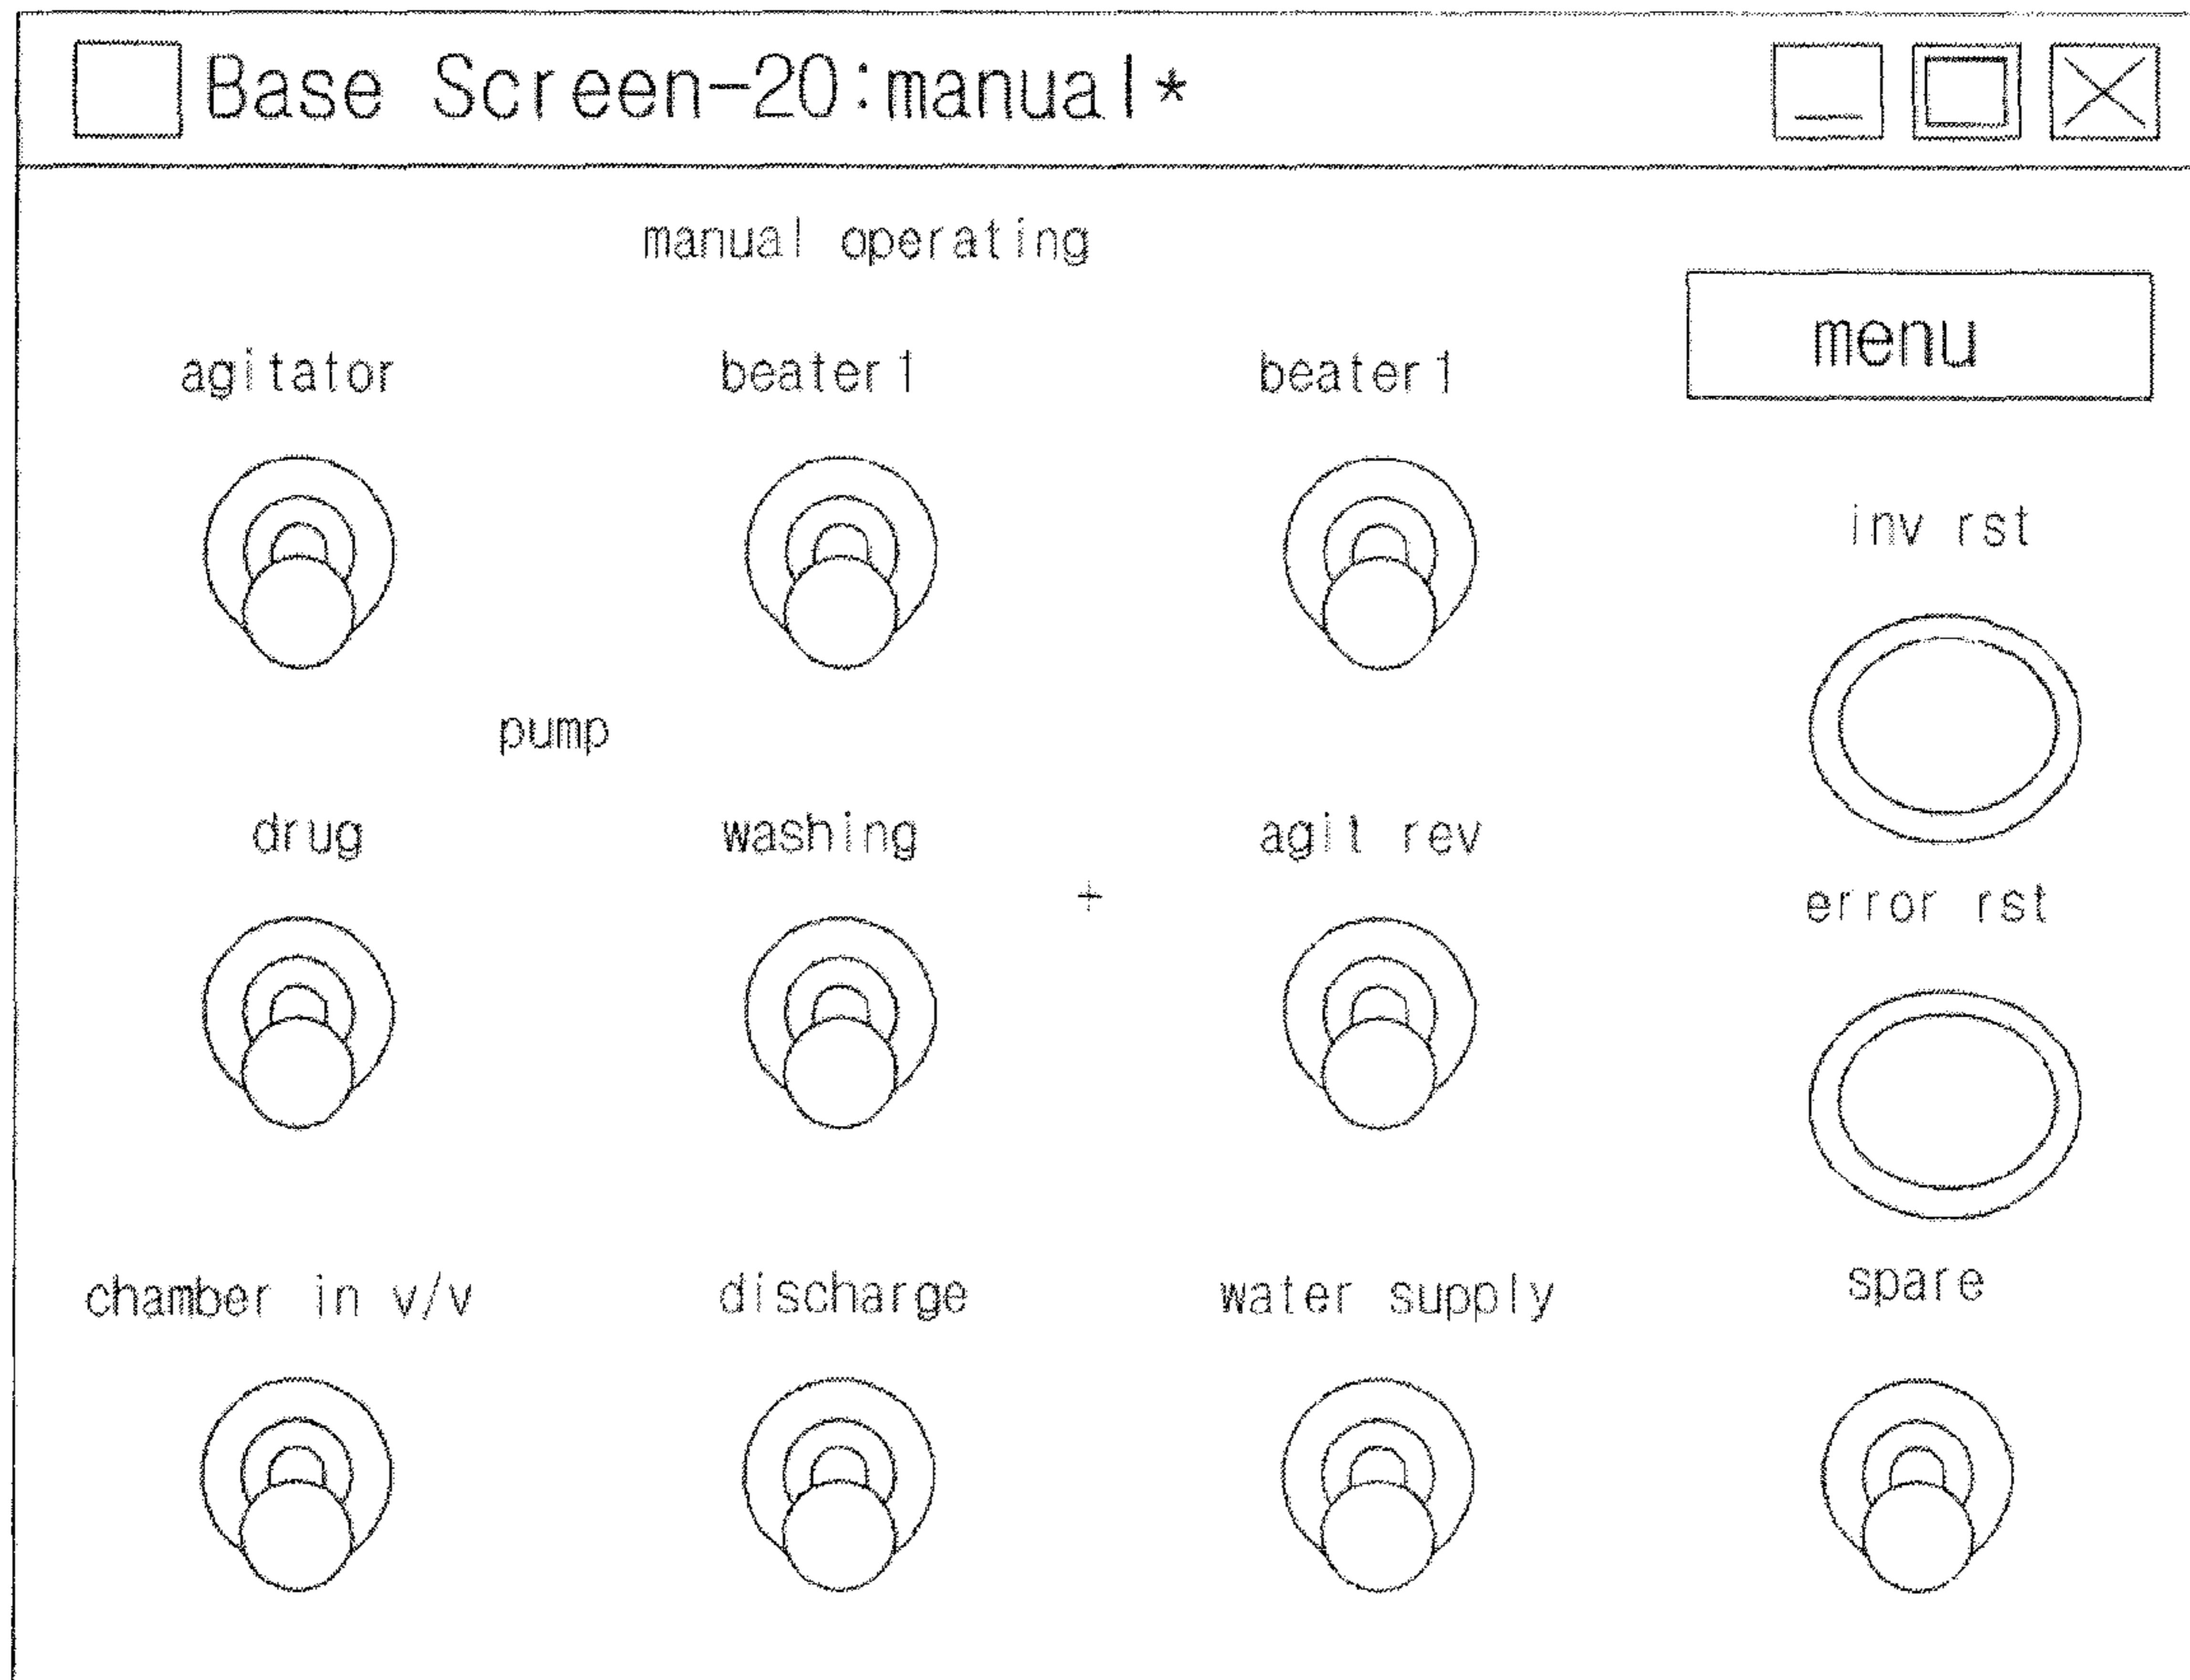 Base Screen-20:manual*
manual operating
menu
agitator beater1 beater1
inv rst
pump
drug washing agit rev
+
error rst
chamber in v/v discharge water supply spare